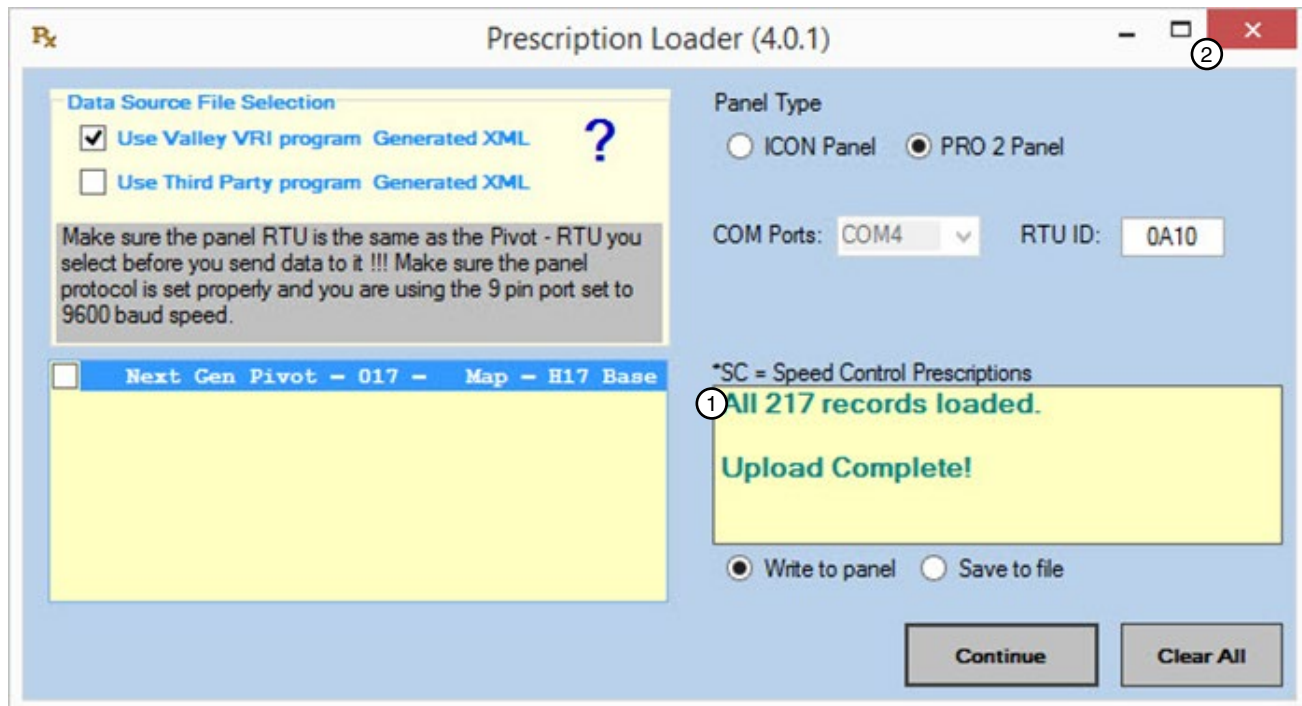 Rx Prescription Loader (4.0.1)
2
Data Source File Selection
Use Valley VRI program Generated XML
?
Use Third Party program Generated XML
Make sure the panel RTU is the same as the Pivot - RTU you
select before you send data to it !!! Make sure the panel
protocol is set properly and you are using the 9 pin port set to
9600 baud speed.
Next Gen Pivot - 017 - Map - H17 Base
Panel Type
ICON Panel PRO 2 Panel
COM Ports: COM4 RTU ID: 0A10
*SC = Speed Control Prescriptions
1
All 217 records loaded.
Upload Complete!
Write to panel Save to file
Continue Clear All